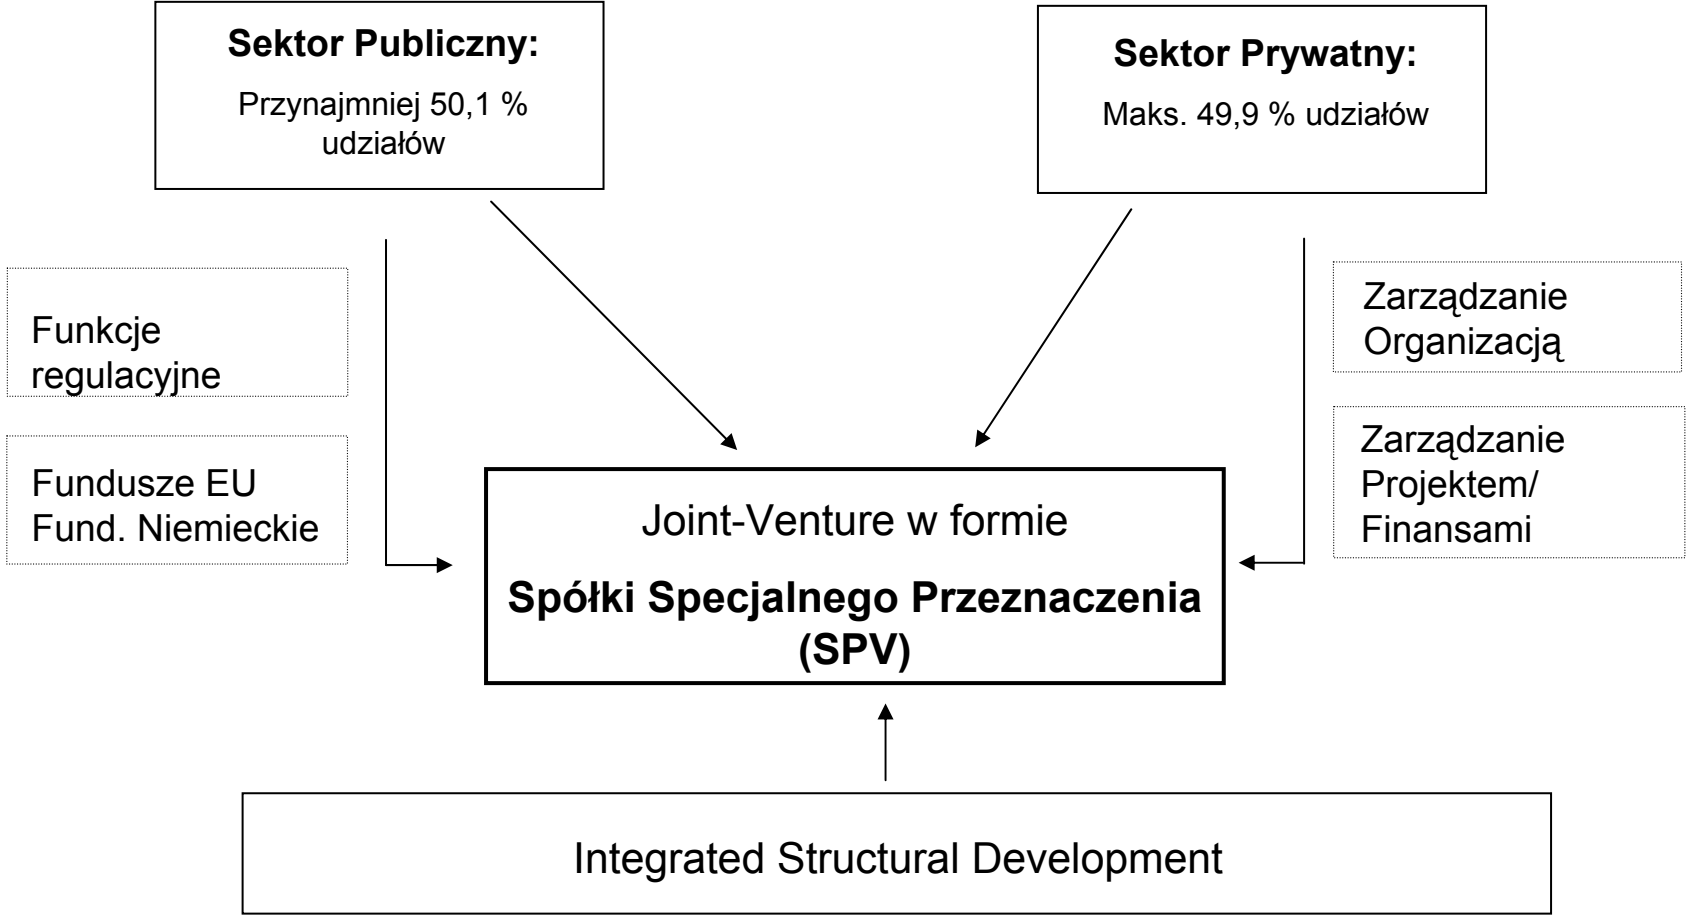 Sektor Publiczny:
Przynajmniej 50,1 %
udziałów
Sektor Prywatny:
Maks. 49,9 % udziałów
Funkcje
regulacyjne
Fundusze EU
Fund. Niemieckie
Zarządzanie
Organizacją
Zarządzanie
Projektem/
Finansami
Joint-Venture w formie
Spółki Specjalnego Przeznaczenia
(SPV)
Integrated Structural Development